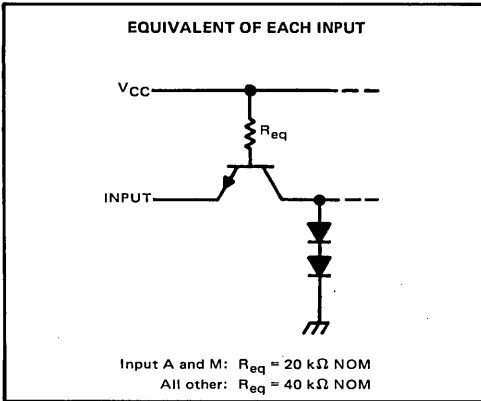 EQUIVALENT OF EACH INPUT
VCC
Req
INPUT
Input A and M: Req = 20 kΩ NOM
All other: Req = 40 kΩ NOM